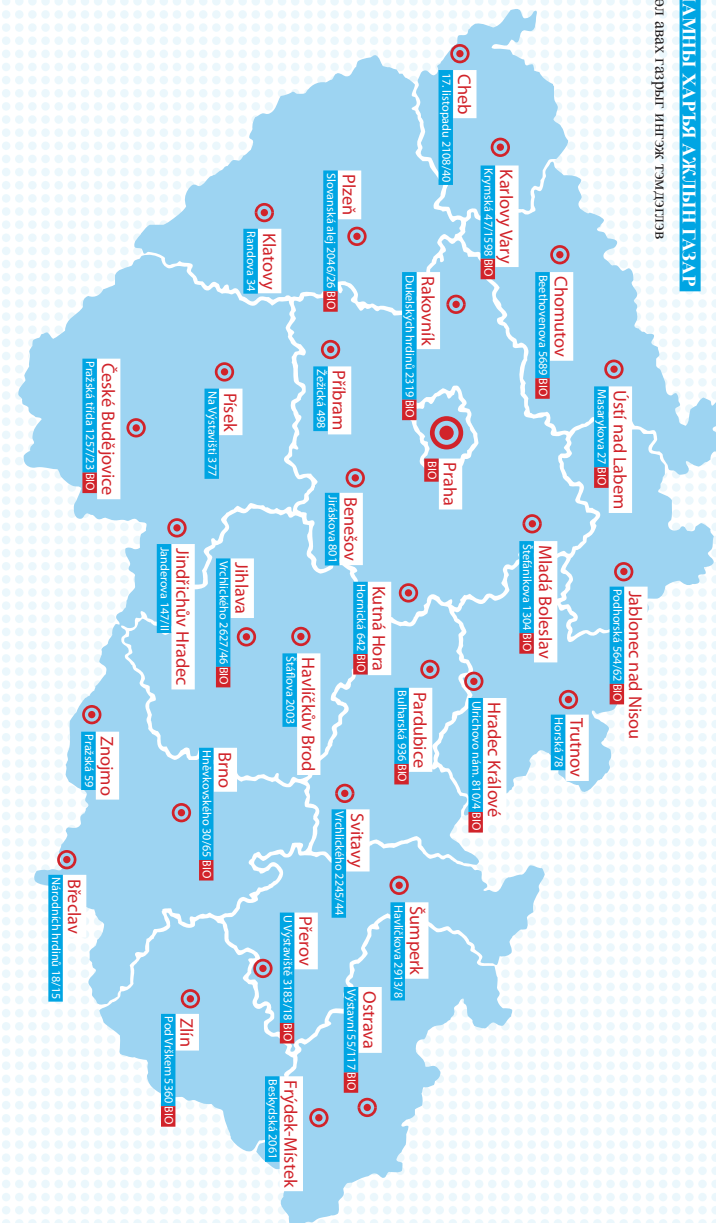 АМНЫ ХАРЪЯА АЖЛЫН ГАЗАР
өл авах газрыг ингэж тэмдэглэв
Jablonec nad Nisou
Podhorská 564/62 BIO
Ústí nad Labem
Masarykova 27 BIO
Trutnov
Horská 78
Chomutov
Beethovenova 5689 BIO
Mladá Boleslav
Štefánikova 1304 BIO
Karlovy Vary
Krymská 47/1598 BIO
Hradec Králové
Ulrichovo nám. 810/4 BIO
Cheb
17. listopadu 2108/40
Praha
BIO
Rakovník
Dukelských hrdinů 2319 BIO
Pardubice
Bulharská 936 BIO
Šumperk
Havlíčkova 2913/8
Kutná Hora
Hornická 642 BIO
Ostrava
Výstavní 55/117 BIO
Plzeň
Slovanská alej 2046/26 BIO
Benešov
Jiráskova 801
Svitavy
Vrchlického 2245/44
Příbram
Žežická 498
Havlíčkův Brod
Štáflova 2003
Přerov
U Výstaviště 3183/18 BIO
Frýdek-Místek
Beskydská 2061
Klatovy
Randova 34
Jihlava
Vrchlického 2627/46 BIO
Písek
Na Výstavišti 377
Brno
Hněvkovského 30/65 BIO
Jindřichův Hradec
Janderova 147/II
Zlín
Pod Vrškem 5360 BIO
České Budějovice
Pražská třída 1257/23 BIO
Znojmo
Pražská 59
Břeclav
Národních hrdinů 18/15